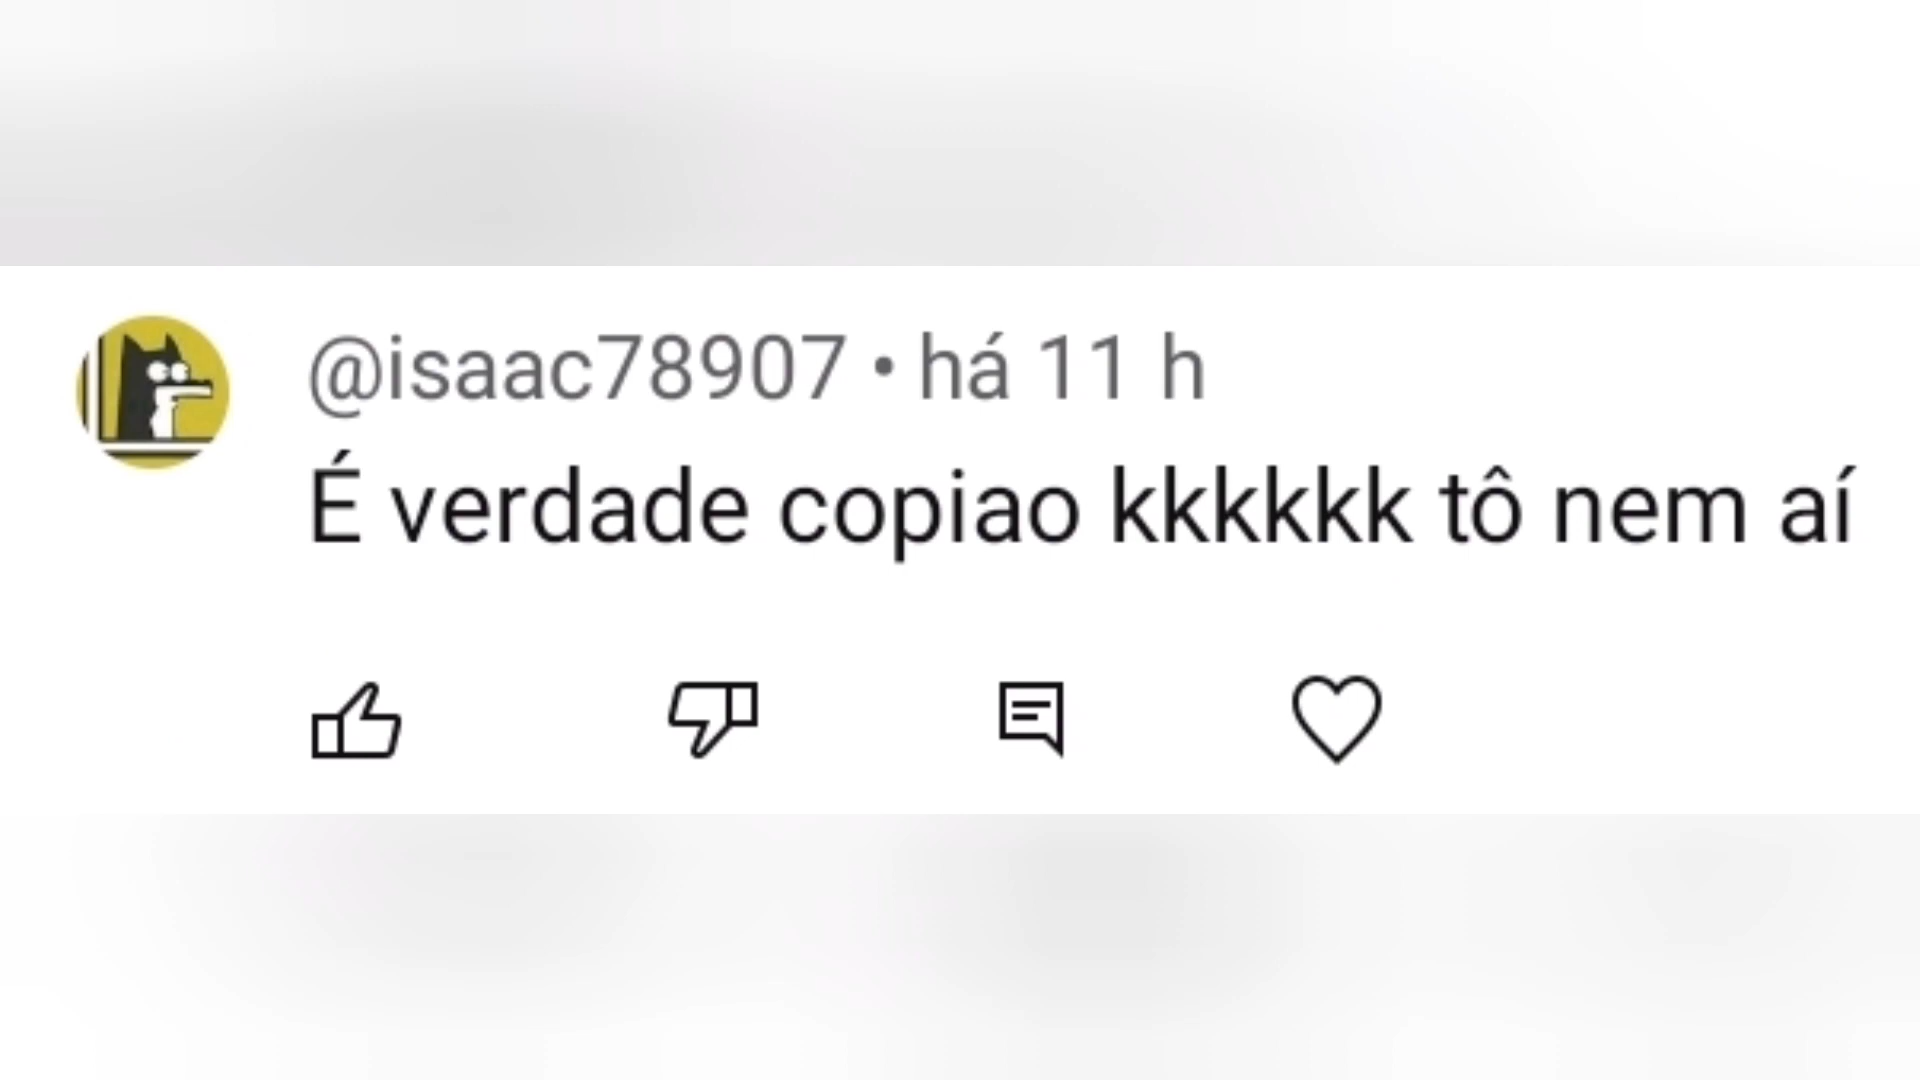 @isaac78907 • há 11 h
É verdade copiao kkkkkk tô nem aí